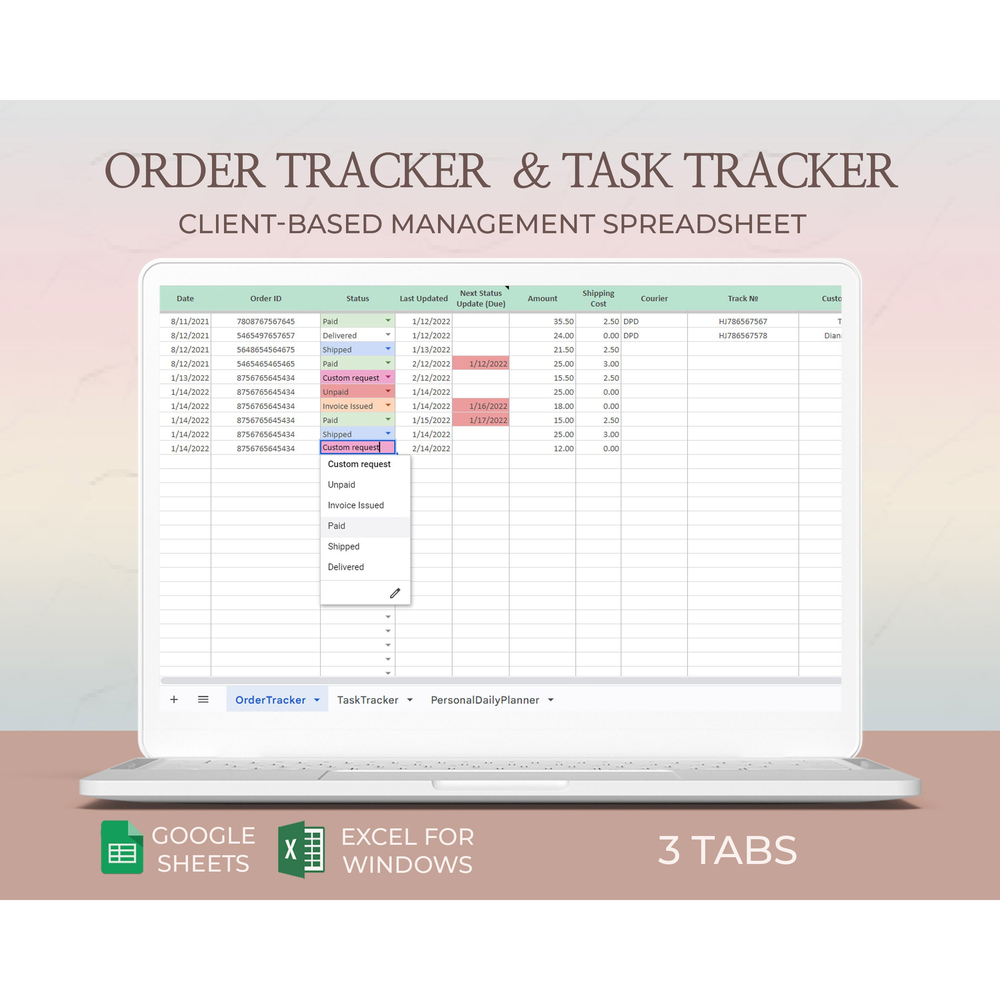 ORDER TRACKER & TASK TRACKER
CLIENT-BASED MANAGEMENT SPREADSHEET
Date Order ID Status Last Updated Next Status Update (Due) Amount Shipping Cost Courier Track № Custo
8/11/2021 7808767567645 Paid 1/12/2022 35.50 2.50 DPD HJ786567567 T
8/12/2021 5465497657657 Delivered 1/12/2022 24.00 0.00 DPD HJ786567578 Dian
8/12/2021 5648654564675 Shipped 1/13/2022 21.50 2.50
8/12/2021 5465465465465 Paid 2/12/2022 1/12/2022 25.00 3.00
1/13/2022 8756765645434 Custom request 2/12/2022 15.50 2.50
1/14/2022 8756765645434 Unpaid 1/14/2022 25.00 0.00
1/14/2022 8756765645434 Invoice Issued 1/14/2022 1/16/2022 18.00 0.00
1/14/2022 8756765645434 Paid 1/15/2022 1/17/2022 15.00 2.50
1/14/2022 8756765645434 Shipped 1/14/2022 25.00 3.00
1/14/2022 8756765645434 Custom request 2/14/2022 12.00 0.00
Custom request
Unpaid
Invoice Issued
Paid
Shipped
Delivered
OrderTracker TaskTracker PersonalDailyPlanner
GOOGLE
SHEETS
X
EXCEL FOR
WINDOWS
3 TABS